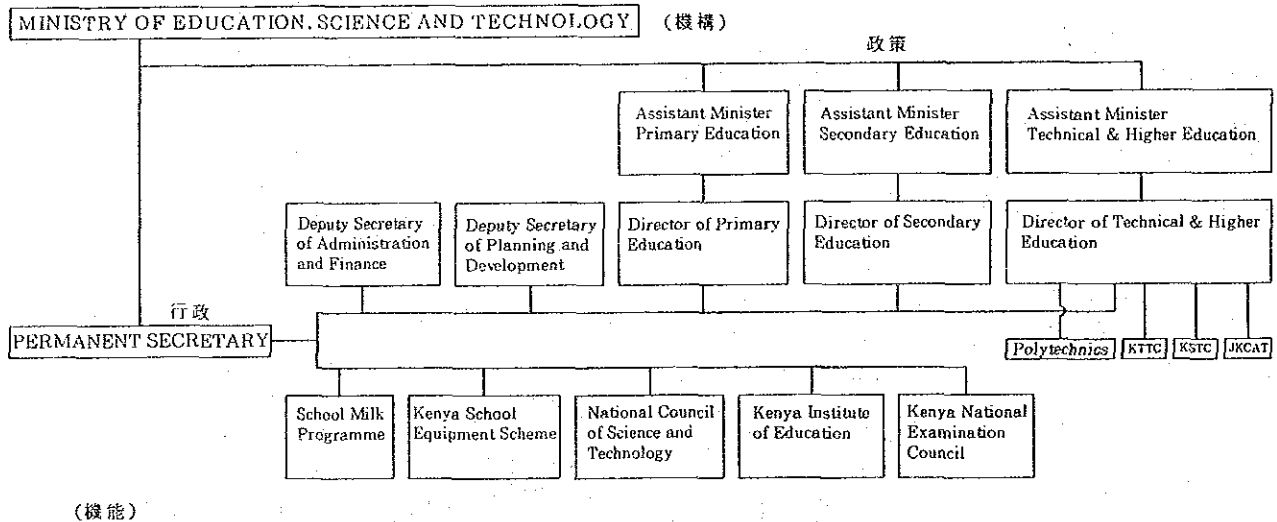 MINISTRY OF EDUCATION, SCIENCE AND TECHNOLOGY (機構)
政策
Assistant Minister
Primary Education
Assistant Minister
Secondary Education
Assistant Minister
Technical & Higher Education
Deputy Secretary
of Administration
and Finance
Deputy Secretary
of Planning and
Development
Director of Primary
Education
Director of Secondary
Education
Director of Technical & Higher
Education
行政
PERMANENT SECRETARY
Polytechnics
KTTC
KSTC
JKCAT
School Milk
Programme
Kenya School
Equipment Scheme
National Council
of Science and
Technology
Kenya Institute
of Education
Kenya National
Examination
Council
(機能)